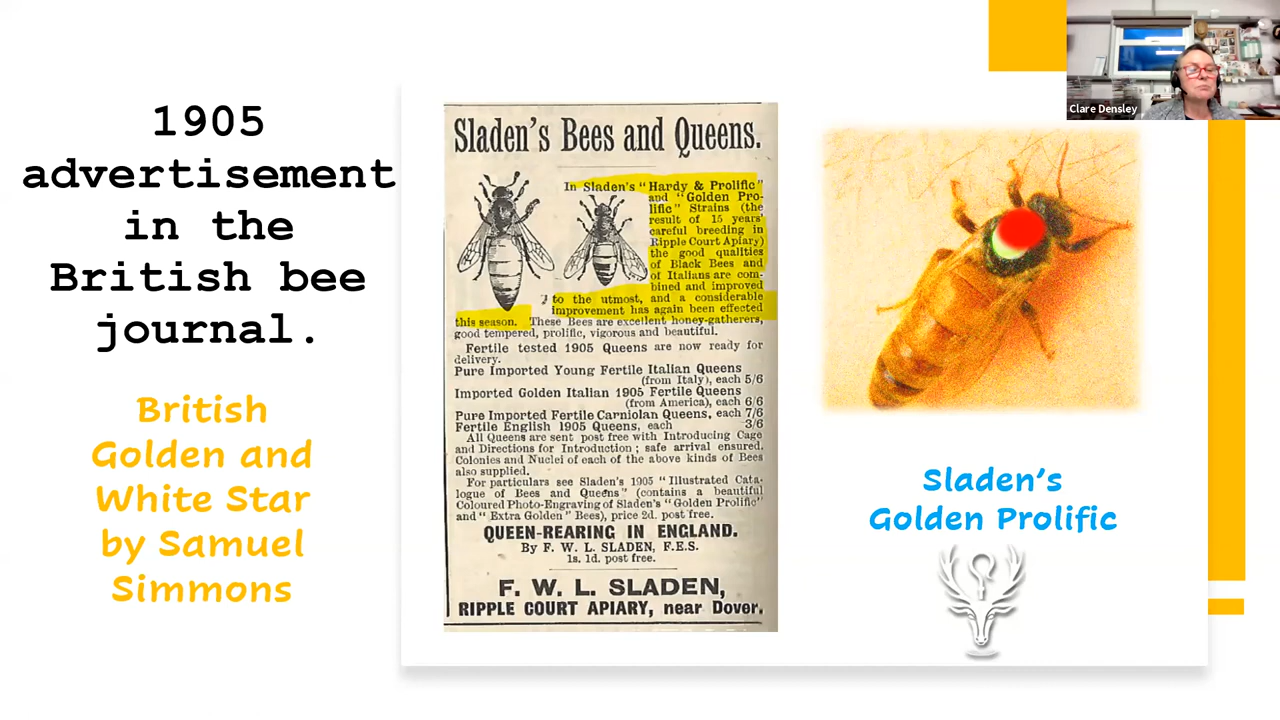 1905
advertisement
in the
British bee
journal.
British
Golden and
White Star
by Samuel
Simmons
Sladen's Bees and Queens.
In Sladen's "Hardy & Prolific"
and "Golden Pro-
lific" Strains (the
result of 15 years'
careful breeding in
Ripple Court Apiary)
the good qualities
of Black Bees and
of Italians are com-
bined and improved
to the utmost, and a considerable
improvement has again been effected
this season. These Bees are excellent honey-gatherers,
good tempered, prolific, vigorous and beautiful.
Fertile tested 1905 Queens are now ready for
delivery.
Pure Imported Young Fertile Italian Queens
(from Italy), each 5/6
Imported Golden Italian 1905 Fertile Queens
(from America), each 6/6
Pure Imported Fertile Carniolan Queens, each 7/6
Fertile English 1905 Queens, each 3/6
All Queens are sent post free with Introducing Cage
and Directions for Introduction; safe arrival ensured.
Colonies and Nuclei of each of the above kinds of Bees
also supplied.
For particulars see Sladen's 1905 "Illustrated Cata-
logue of Bees and Queens" (contains a beautiful
Coloured Photo-Engraving of Sladen's "Golden Prolific"
and "Extra Golden" Bees), price 2d. post free.
QUEEN-REARING IN ENGLAND.
By F. W. L. SLADEN, F.E.S.
1s. 1d. post free.
F. W. L. SLADEN,
RIPPLE COURT APIARY, near Dover.
Sladen's
Golden Prolific
Clare Densley